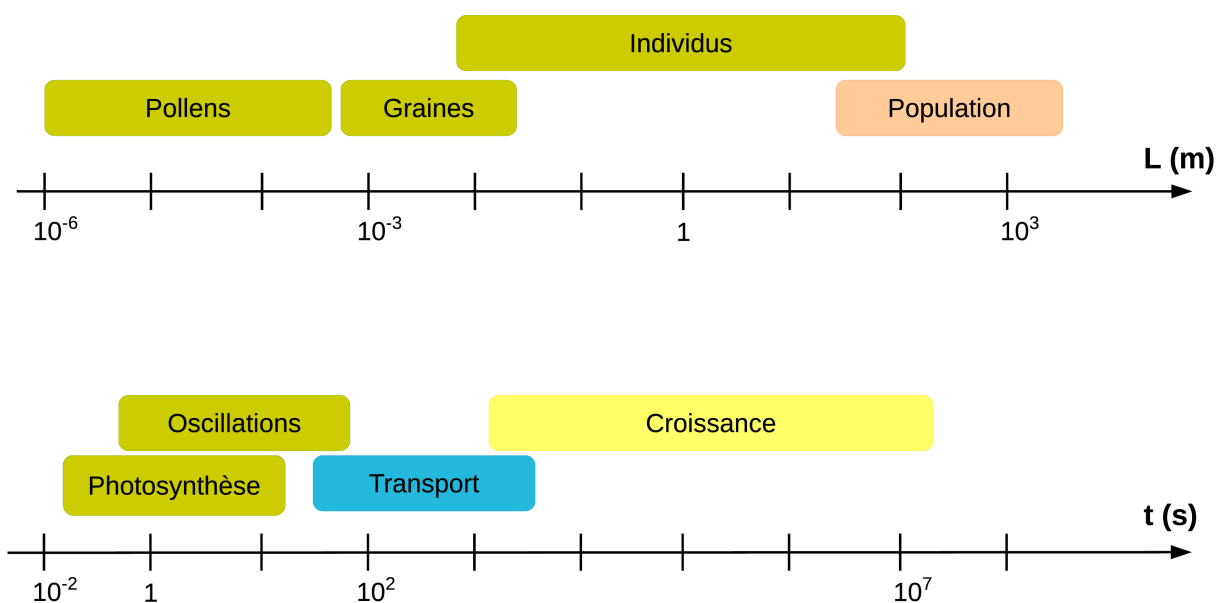 Individus
Pollens Graines Population
L (m)
10⁻⁶ 10⁻³ 1 10³
Oscillations Croissance
Photosynthèse Transport
t (s)
10⁻² 1 10² 10⁷